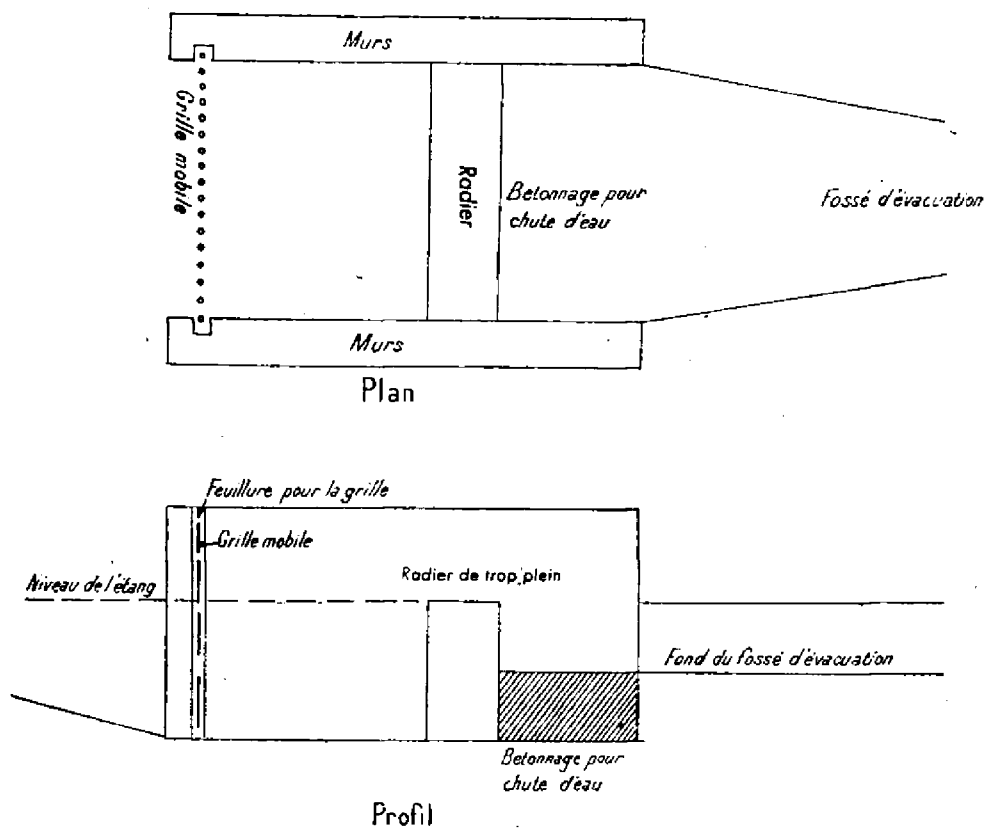 Murs
Grille mobile
Radier
Betonnage pour
chute d'eau
Fossé d'évacuation
Murs
Plan
Feuillure pour la grille
Grille mobile
Niveau de l'étang
Radier de trop plein
Fond du fossé d'évacuation
Betonnage pour
chute d'eau
Profil